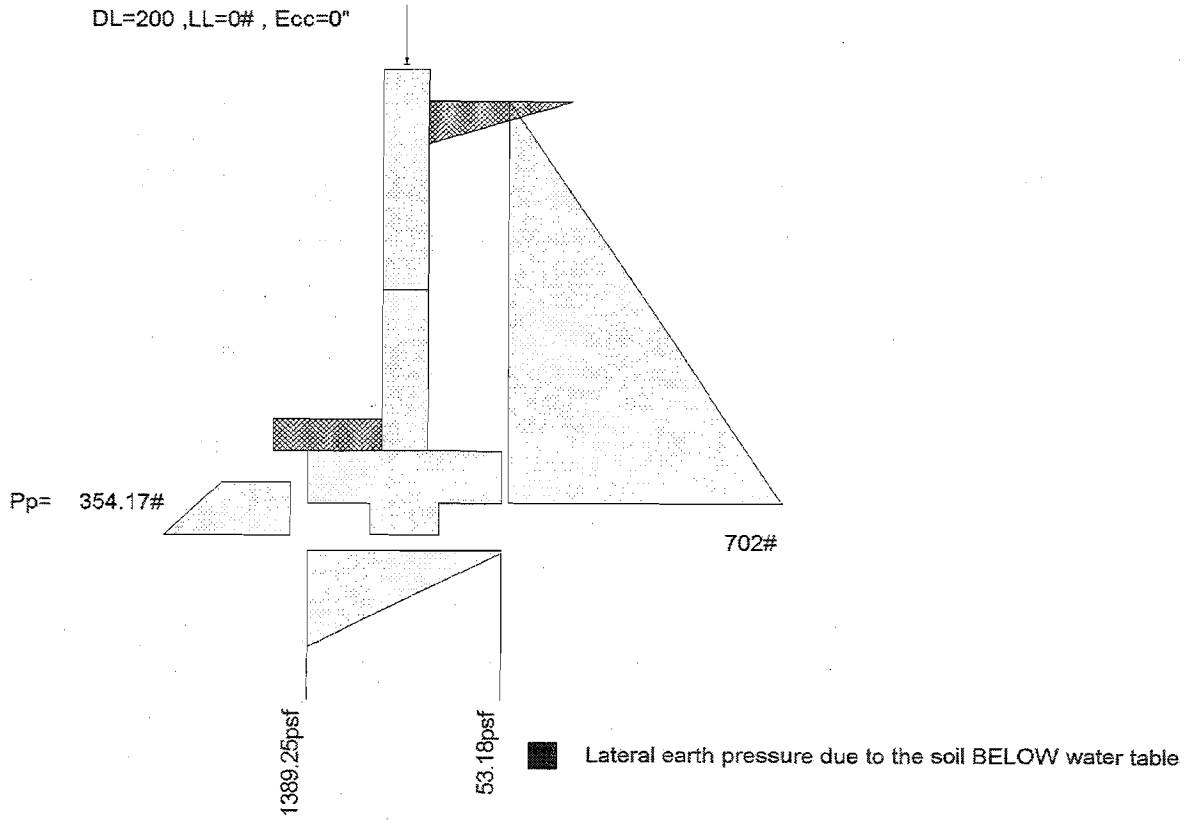 DL=200 ,LL=0# , Ecc=0"
Pp= 354.17#
702#
1389.25psf
53.18psf
Lateral earth pressure due to the soil BELOW water table